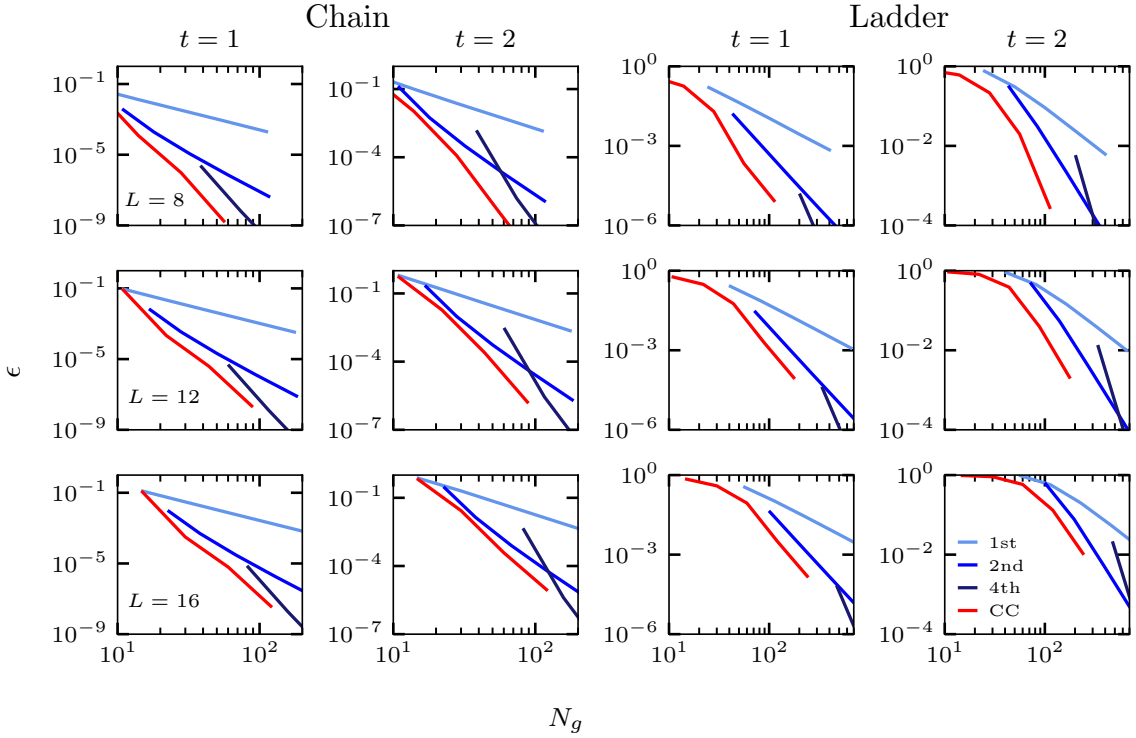 Chain Ladder
t = 1 t = 2 t = 1 t = 2
10^{-1} 10^{-1} 10^{0} 10^{0}
10^{-5} 10^{-4} 10^{-3} 10^{-2}
L = 8
10^{-9} 10^{-7} 10^{-6} 10^{-4}
10^{-1} 10^{-1} 10^{0} 10^{0}
10^{-5} 10^{-4} 10^{-3} 10^{-2}
ϵ
L = 12
10^{-9} 10^{-7} 10^{-6} 10^{-4}
10^{-1} 10^{-1} 10^{0} 10^{0}
10^{-5} 10^{-4} 10^{-3} 10^{-2}
1st
2nd
4th
L = 16
CC
10^{-9} 10^{-7} 10^{-6} 10^{-4}
10^{1} 10^{2} 10^{1} 10^{2} 10^{1} 10^{2} 10^{1} 10^{2}
N_g